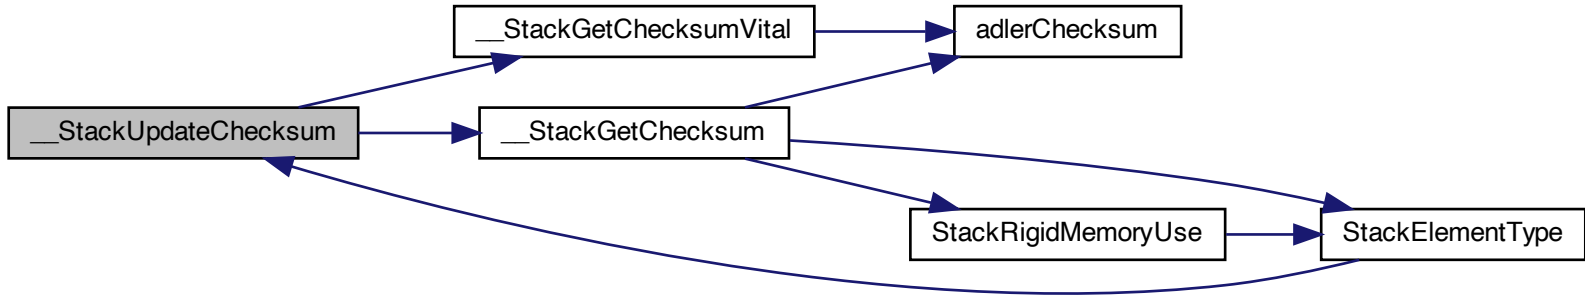 __StackGetChecksumVital
adlerChecksum
__StackUpdateChecksum
__StackGetChecksum
StackRigidMemoryUse
StackElementType